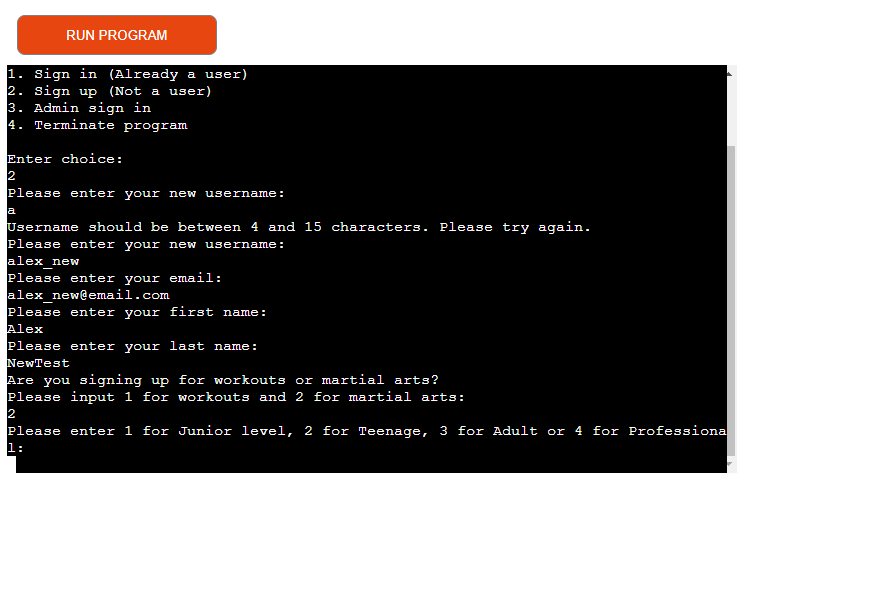 RUN PROGRAM
1. Sign in (Already a user)
2. Sign up (Not a user)
3. Admin sign in
4. Terminate program
Enter choice:
2
Please enter your new username:
a
Username should be between 4 and 15 characters. Please try again.
Please enter your new username:
alex_new
Please enter your email:
alex_new@email.com
Please enter your first name:
Alex
Please enter your last name:
NewTest
Are you signing up for workouts or martial arts?
Please input 1 for workouts and 2 for martial arts:
2
Please enter 1 for Junior level, 2 for Teenage, 3 for Adult or 4 for Professiona
l: